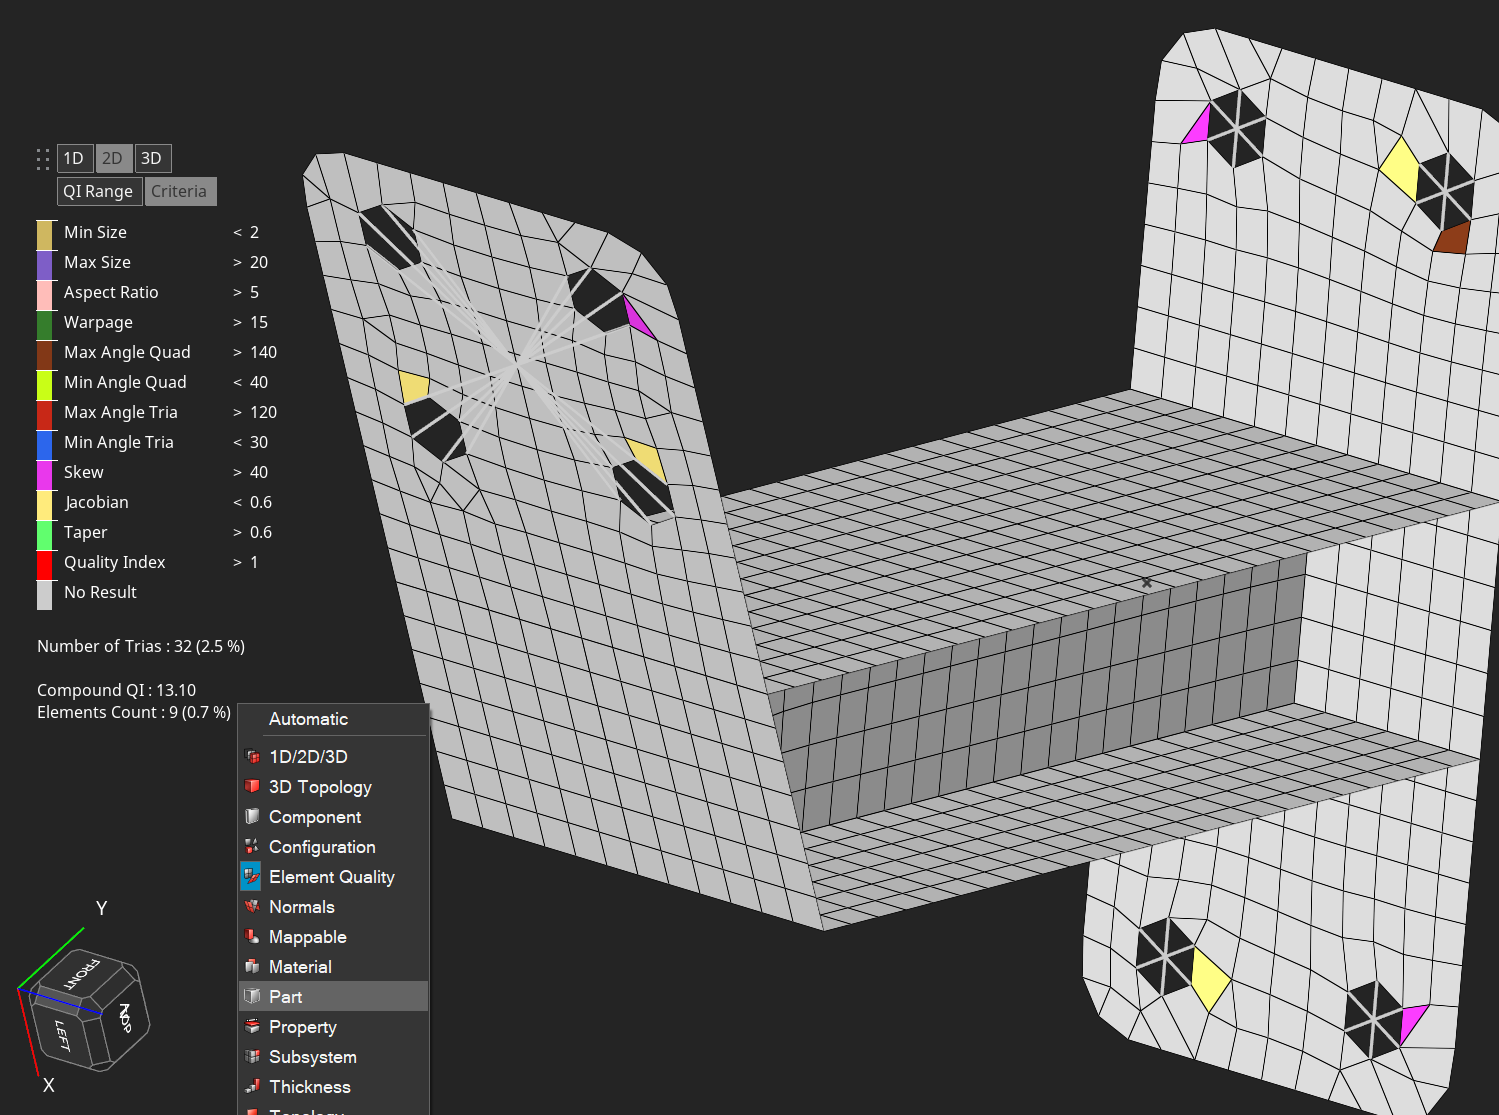 1D 2D 3D
QI Range Criteria
Min Size < 2
Max Size > 20
Aspect Ratio > 5
Warpage > 15
Max Angle Quad > 140
Min Angle Quad < 40
Max Angle Tria > 120
Min Angle Tria < 30
Skew > 40
Jacobian < 0.6
Taper > 0.6
Quality Index > 1
No Result
Number of Trias : 32 (2.5 %)
Compound QI : 13.10
Elements Count : 9 (0.7 %)
Automatic
1D/2D/3D
3D Topology
Component
Configuration
Element Quality
Normals
Mappable
Material
Part
Property
Subsystem
Thickness
Topology
Y
FRONT
LEFT
X